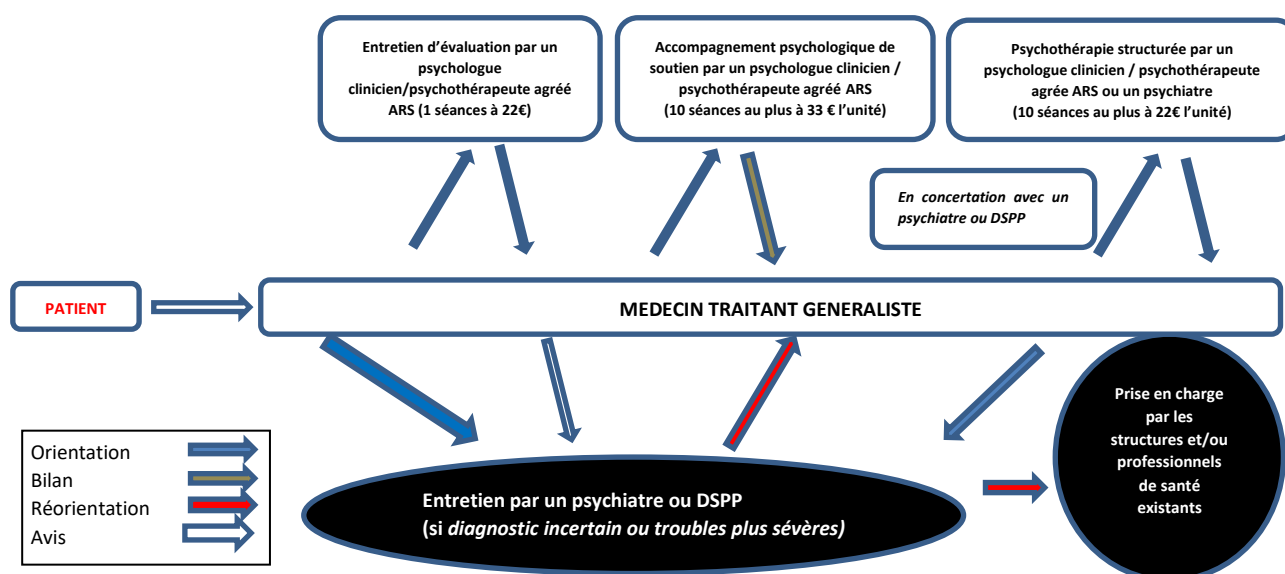 Entretien d’évaluation par un
psychologue
clinicien/psychothérapeute agréé
ARS (1 séances à 22€)
Accompagnement psychologique de
soutien par un psychologue clinicien /
psychothérapeute agréé ARS
(10 séances au plus à 33 € l’unité)
Psychothérapie structurée par un
psychologue clinicien / psychothérapeute
agrée ARS ou un psychiatre
(10 séances au plus à 22€ l’unité)
En concertation avec un
psychiatre ou DSPP
PATIENT
MEDECIN TRAITANT GENERALISTE
Prise en charge
par les
structures et/ou
professionnels
de santé
existants
Orientation
Bilan
Réorientation
Avis
Entretien par un psychiatre ou DSPP
(si diagnostic incertain ou troubles plus sévères)